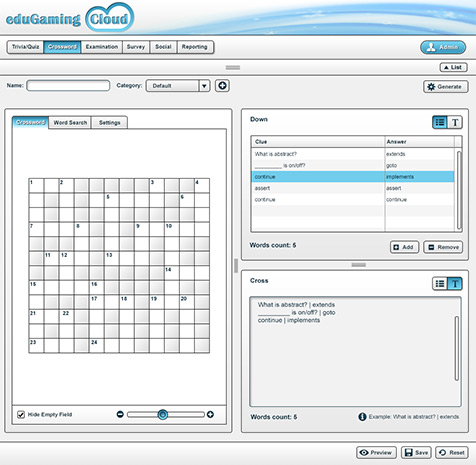 eduGaming Cloud
Trivia/Quiz Crossword Examination Survey Social Reporting Admin
List
Name: Category: Default Generate
Crossword Word Search Settings
Down T
Clue Answer
What is abstract? extends
________ is on/off? goto
continue implements
assert assert
continue continue
Words count: 5 Add Remove
1 2 3 4
5 6
7 8 9 10
11 12 13
14
15 16
17 18 19 20
21 22
23 24
Cross T
What is abstract? | extends
_________ is on/off? | goto
continue | implements
Hide Empty Field
Words count: 5 Example: What is abstract? | extends
Preview Save Reset